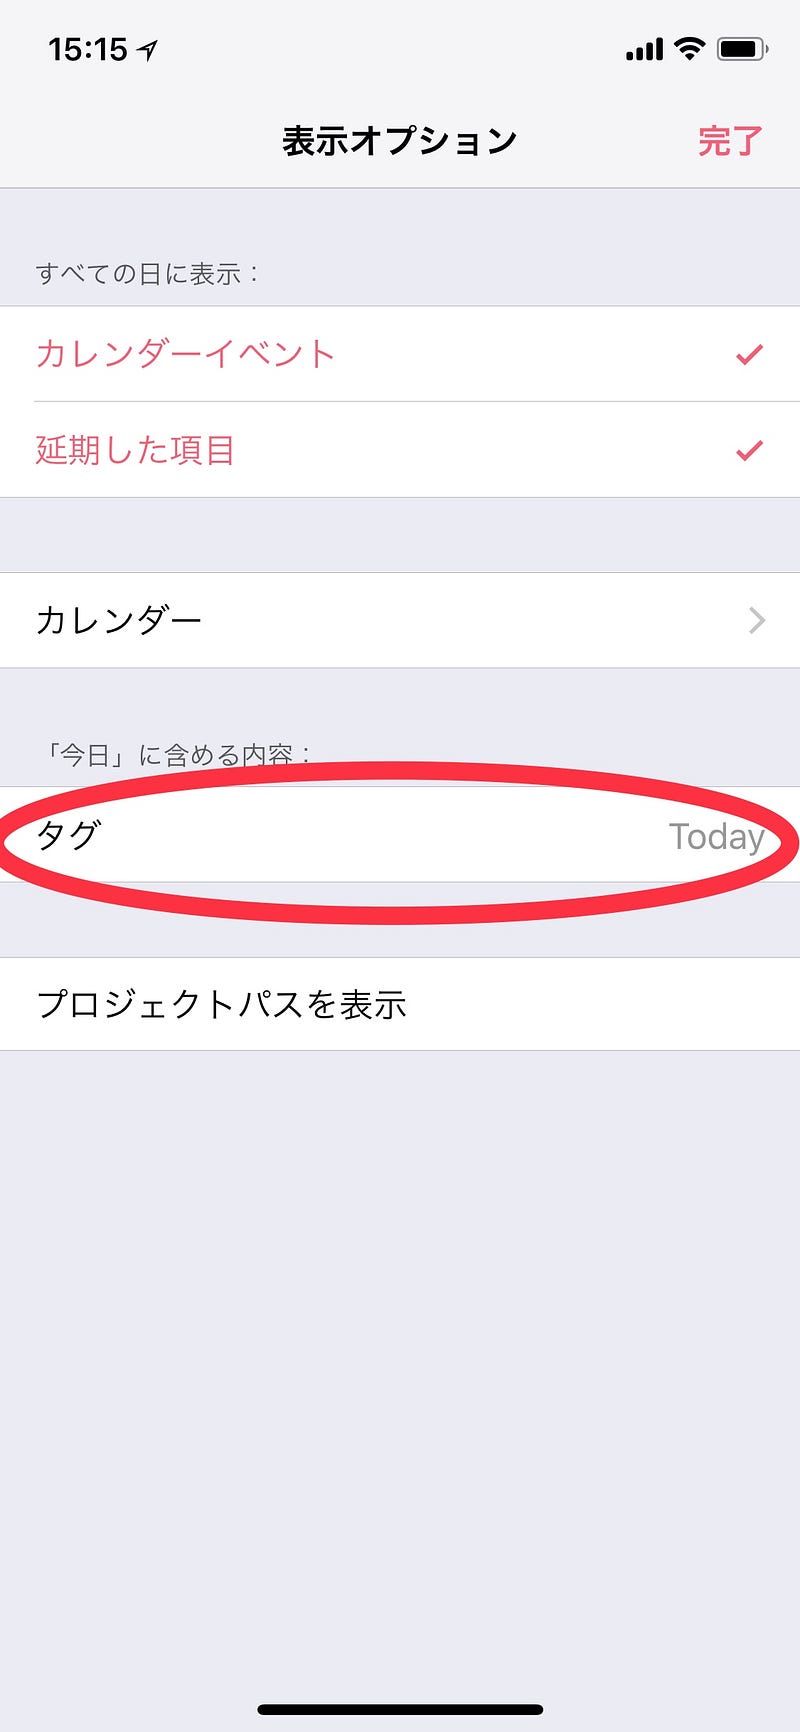 15:15
表示オプション
完了
すべての日に表示：
カレンダーイベント
延期した項目
カレンダー
「今日」に含める内容：
タグ
Today
プロジェクトパスを表示